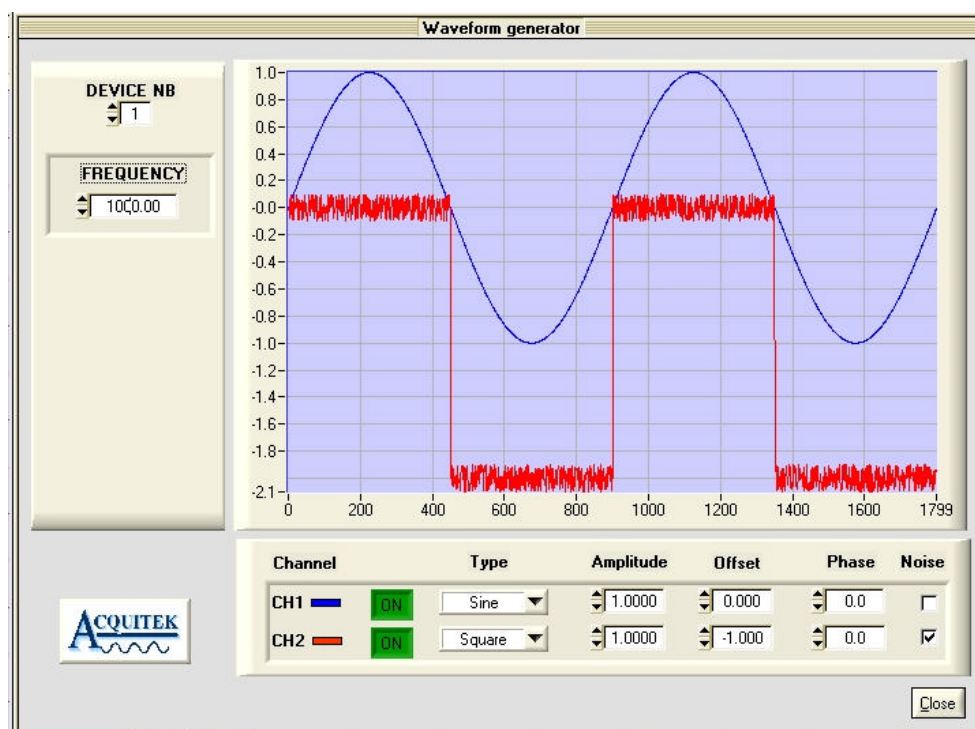 Waveform generator
DEVICE NB
1
FREQUENCY
1000.00
1.0
0.8
0.6
0.4
0.2
-0.0
-0.2
-0.4
-0.6
-0.8
-1.0
-1.1
-1.4
-1.6
-1.8
-2.1
0 200 400 600 800 1000 1200 1400 1600 1799
Channel Type Amplitude Offset Phase Noise
CH1 ON Sine 1.0000 0.000 0.0
CH2 ON Square 1.0000 -1.000 0.0
ACQUITEK
Close